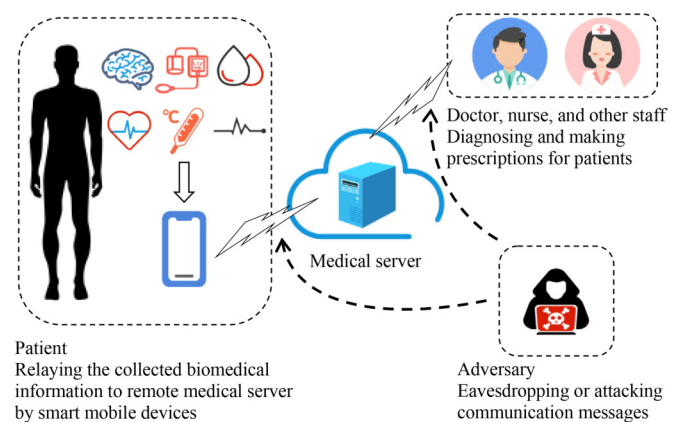 °C
Doctor, nurse, and other staff
Diagnosing and making
prescriptions for patients
Medical server
Patient
Relaying the collected biomedical
information to remote medical server
by smart mobile devices
Adversary
Eavesdropping or attacking
communication messages